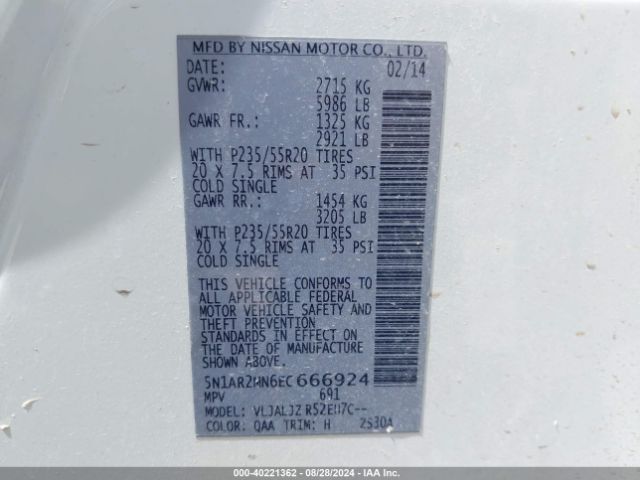 MFD BY NISSAN MOTOR CO., LTD.
DATE: 02/14
GVWR: 2715 KG
5986 LB
GAWR FR.: 1325 KG
2921 LB
WITH P235/55R20 TIRES
20 X 7.5 RIMS AT 35 PSI
COLD SINGLE
GAWR RR.: 1454 KG
3205 LB
WITH P235/55R20 TIRES
20 X 7.5 RIMS AT 35 PSI
COLD SINGLE
THIS VEHICLE CONFORMS TO
ALL APPLICABLE FEDERAL
MOTOR VEHICLE SAFETY AND
THEFT PREVENTION
STANDARDS IN EFFECT ON
THE DATE OF MANUFACTURE
SHOWN ABOVE.
5N1AR2MN6EC666924
MPV 691
MODEL: VLJALJZ R52EH7C--
COLOR: QAA TRIM: H 2S30A
000-40221362 - 08/28/2024 - IAA Inc.